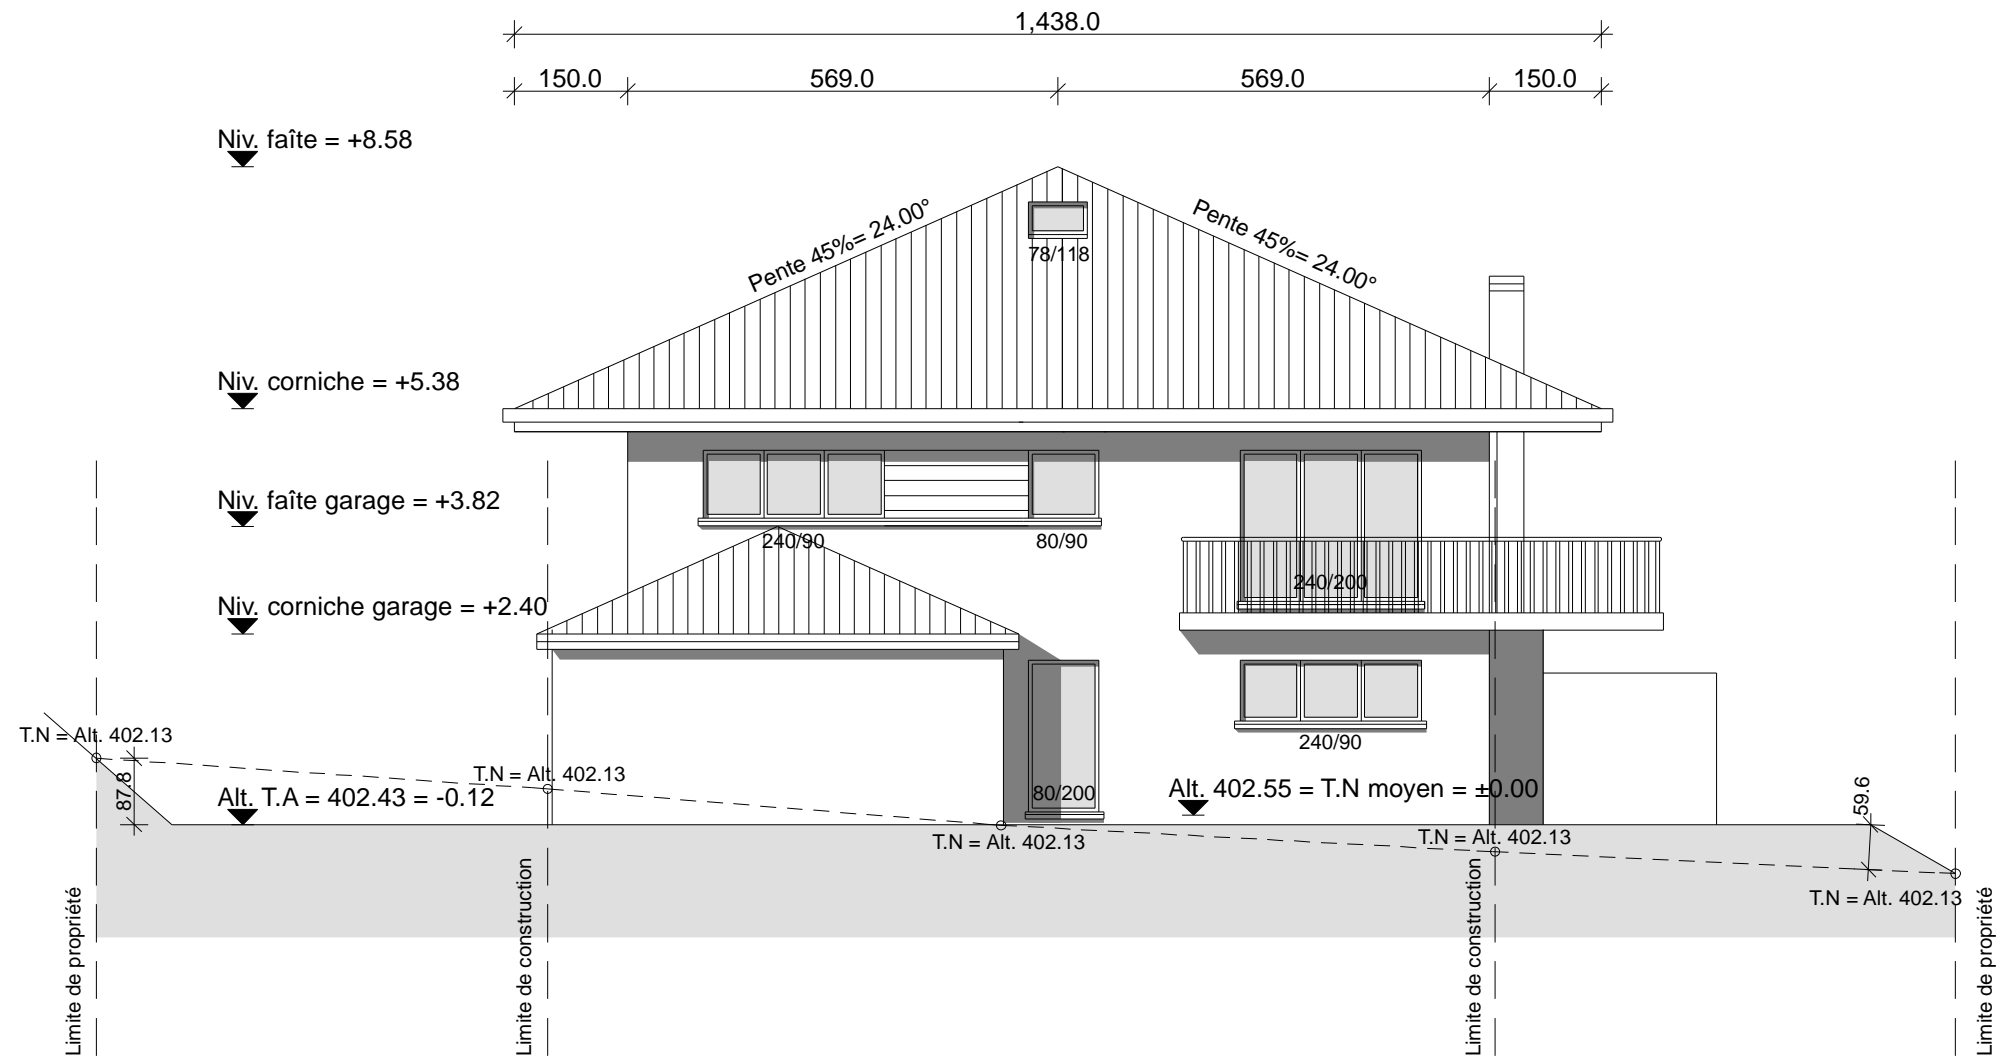 1,438.0
150.0
569.0
569.0
150.0
Niv. faîte = +8.58
Pente 45%= 24.00°
Pente 45%= 24.00°
78/118
Niv. corniche = +5.38
Niv. faîte garage = +3.82
240/90
80/90
240/200
Niv. corniche garage = +2.40
T.N = Alt. 402.13
240/90
T.N = Alt. 402.13
87.8
Alt. T.A = 402.43 = -0.12
80/200
Alt. 402.55 = T.N moyen = ±0.00
59.6
T.N = Alt. 402.13
T.N = Alt. 402.13
T.N = Alt. 402.13
Limite de propriété
Limite de construction
Limite de construction
Limite de propriété